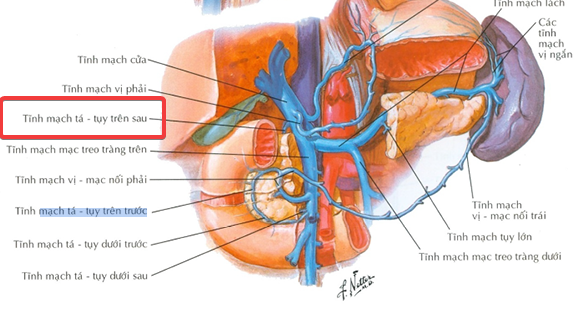 Tĩnh mạch lách
Các
tĩnh
mạch
vị ngắn
Tĩnh mạch cửa
Tĩnh mạch vị phải
Tĩnh mạch tá - tụy trên sau
Tĩnh mạch mạc treo tràng trên
Tĩnh mạch vị - mạc nối phải
Tĩnh mạch tá - tụy trên trước
Tĩnh mạch tá - tụy dưới trước
Tĩnh mạch tá - tụy dưới sau
Tĩnh mạch
vị - mạc nối trái
Tĩnh mạch tụy lớn
Tĩnh mạch mạc treo tràng dưới
F. Netter